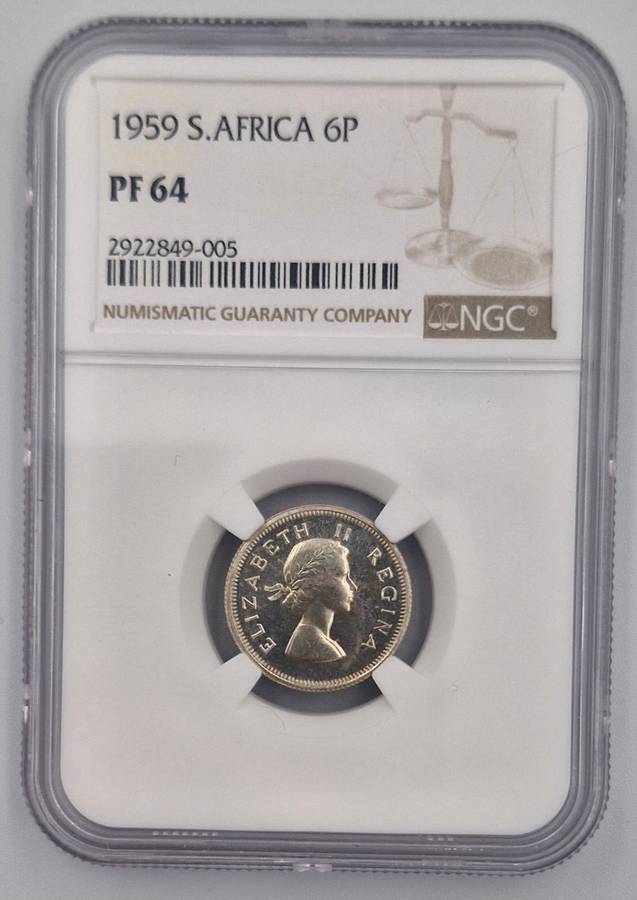 1959 S.AFRICA 6P
PF 64
2922849-005
NUMISMATIC GUARANTY COMPANY
NGC®
ELIZABETH II REGINA